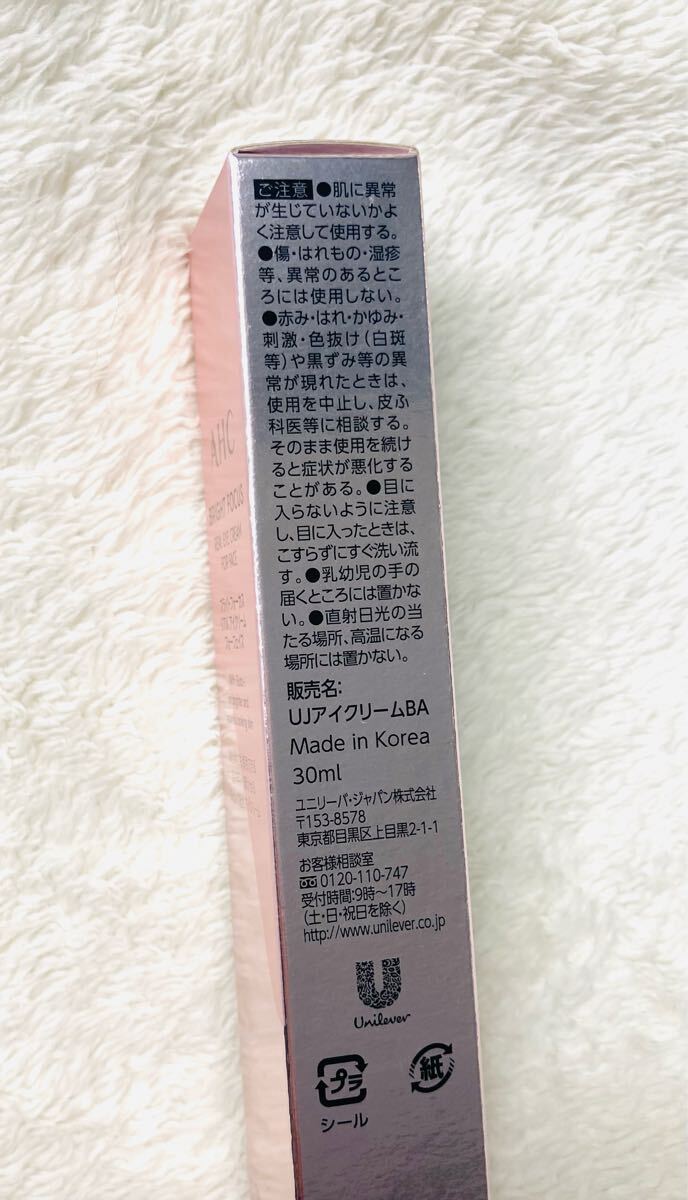 ご注意 ●肌に異常
が生じていないかよ
く注意して使用する。
●傷・はれもの・湿疹
等、異常のあるとこ
ろには使用しない。
●赤み・はれ・かゆみ・
刺激・色抜け(白斑
等)や黒ずみ等の異
常が現れたときは、
使用を中止し、皮ふ
科医等に相談する。
そのまま使用を続け
ると症状が悪化する
ことがある。●目に
入らないように注意
し、目に入ったときは、
こすらずにすぐ洗い流
す。●乳幼児の手の
届くところには置かな
い。●直射日光の当
たる場所、高温になる
場所には置かない。
販売名:
UJアイクリームBA
Made in Korea
30ml
ユニリーバ・ジャパン株式会社
〒153-8578
東京都目黒区上目黒2-1-1
お客様相談室
0120-110-747
受付時間:9時~17時
(土・日・祝日を除く)
http://www.unilever.co.jp
Unilever
プラ
シール
紙
AHC
BRIGHT FOCUS
REAL EYE CREAM
FOR FACE